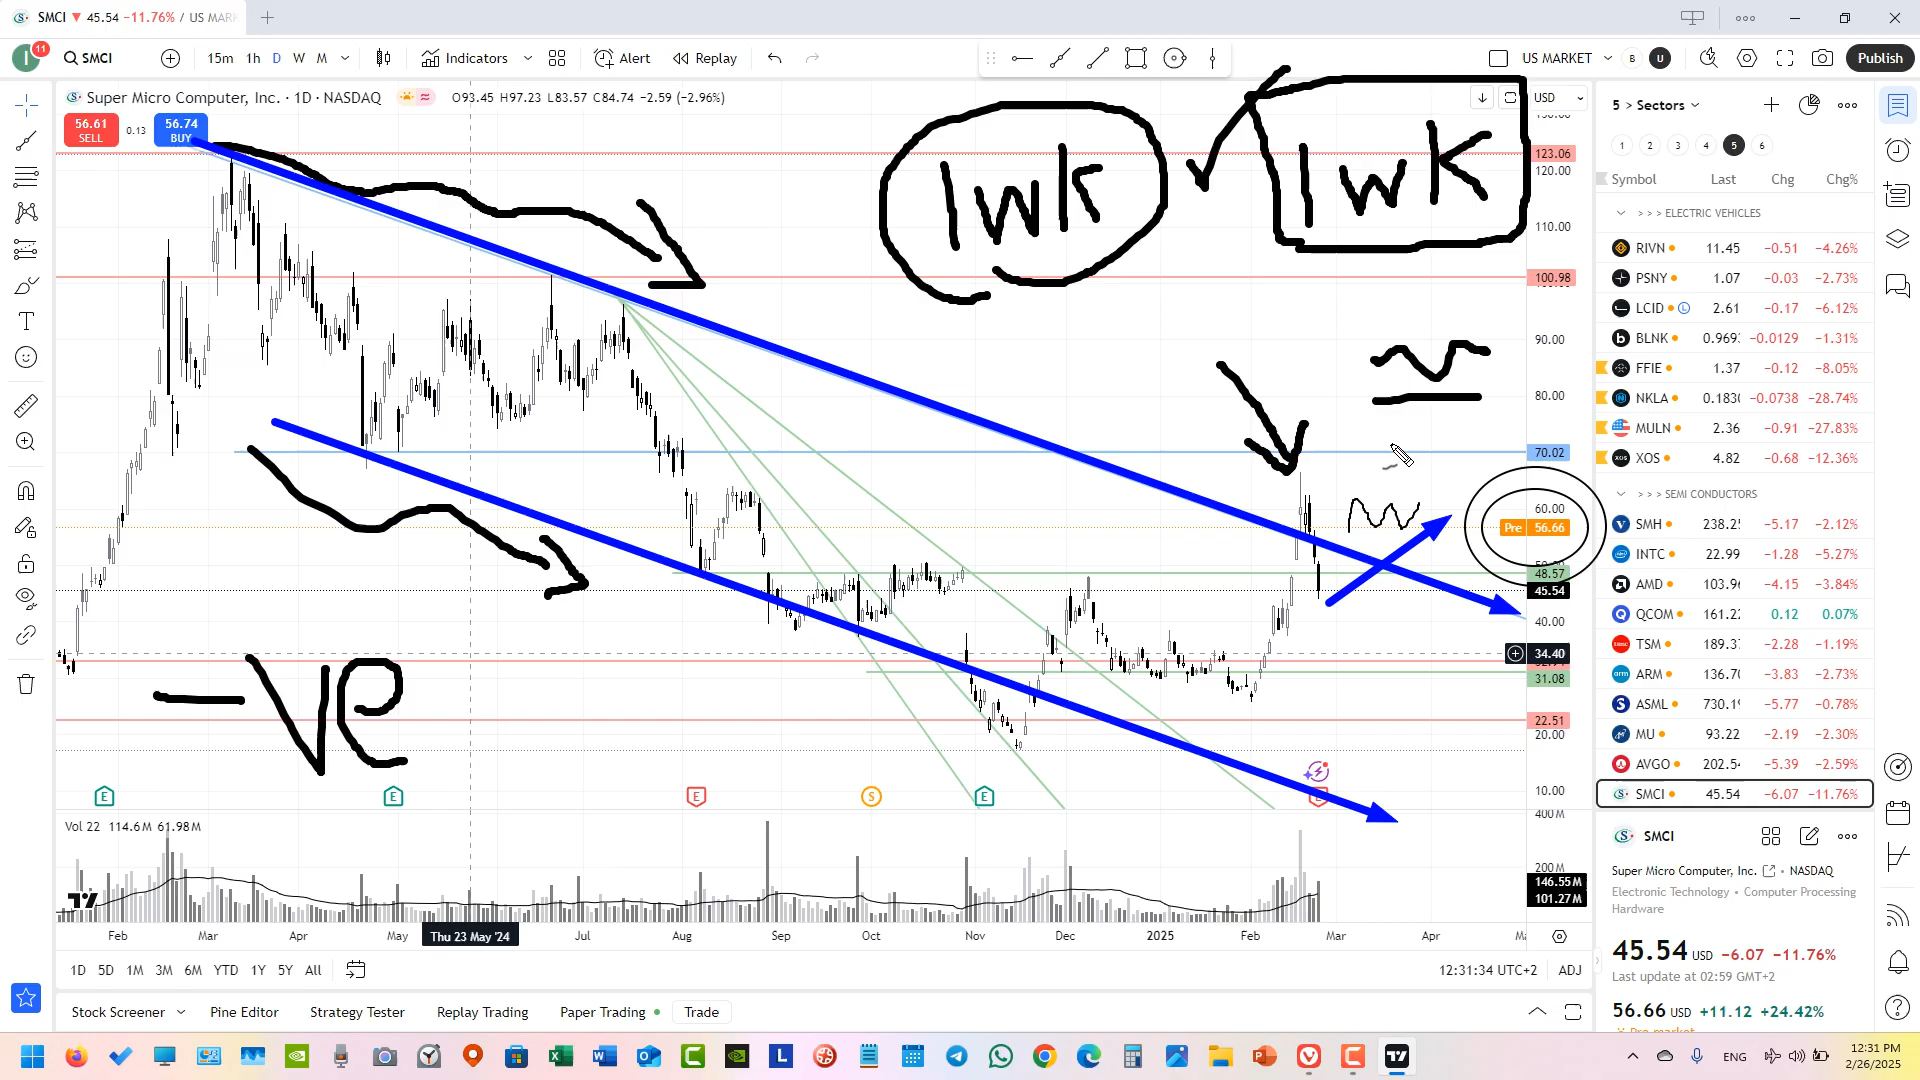 SMCI ▼ 45.54 −11.76% / US MARK
11
SMCI
15m 1h D W M
Indicators
Alert
Replay
US MARKET
B
U
Publish
Super Micro Computer, Inc. · 1D · NASDAQ
O93.45 H97.23 L83.57 C84.74 −2.59 (−2.96%)
56.61
SELL
0.13
56.74
BUY
1wk
1wk
-VE
USD
123.06
120.00
110.00
100.98
90.00
80.00
70.02
60.00
Pre 56.66
48.57
45.54
40.00
34.40
31.08
22.51
20.00
10.00
400M
200M
146.55M
101.27M
E
E
E
S
E
Vol 22 114.6M 61.98M
Feb Mar Apr May Thu 23 May '24 Jul Aug Sep Oct Nov Dec 2025 Feb Mar Apr
1D 5D 1M 3M 6M YTD 1Y 5Y All
12:31:34 UTC+2 ADJ
Stock Screener Pine Editor Strategy Tester Replay Trading Paper Trading Trade
5 > Sectors
1 2 3 4 5 6
Symbol Last Chg Chg%
> > > ELECTRIC VEHICLES
RIVN 11.45 −0.51 −4.26%
PSNY 1.07 −0.03 −2.73%
LCID L 2.61 −0.17 −6.12%
BLNK −0.0129 −1.31%
FFIE 1.37 −0.12 −8.05%
NKLA −0.0738 −28.74%
MULN 2.36 −0.91 −27.83%
XOS 4.82 −0.68 −12.36%
> > > SEMI CONDUCTORS
SMH −5.17 −2.12%
INTC 22.99 −1.28 −5.27%
AMD −4.15 −3.84%
QCOM 0.12 0.07%
TSM −2.28 −1.19%
ARM −3.83 −2.73%
ASML −5.77 −0.78%
MU 93.22 −2.19 −2.30%
AVGO −5.39 −2.59%
SMCI 45.54 −6.07 −11.76%
SMCI
Super Micro Computer, Inc. • NASDAQ
Electronic Technology • Computer Processing
Hardware
45.54 USD −6.07 −11.76%
Last update at 02:59 GMT+2
56.66 USD +11.12 +24.42%
Pre-market
ENG
12:31 PM
2/26/2025